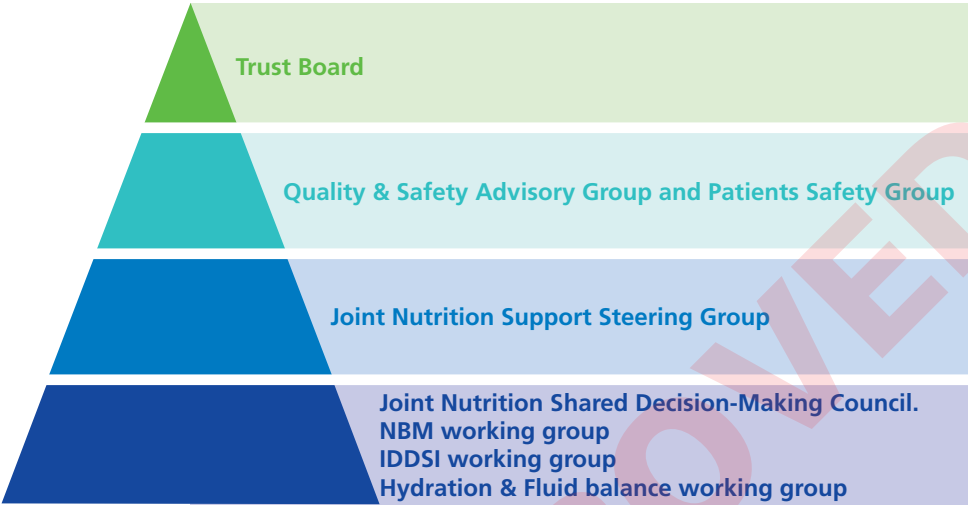 Trust Board
Quality & Safety Advisory Group and Patients Safety Group
Joint Nutrition Support Steering Group
Joint Nutrition Shared Decision-Making Council.
NBM working group
IDDSI working group
Hydration & Fluid balance working group